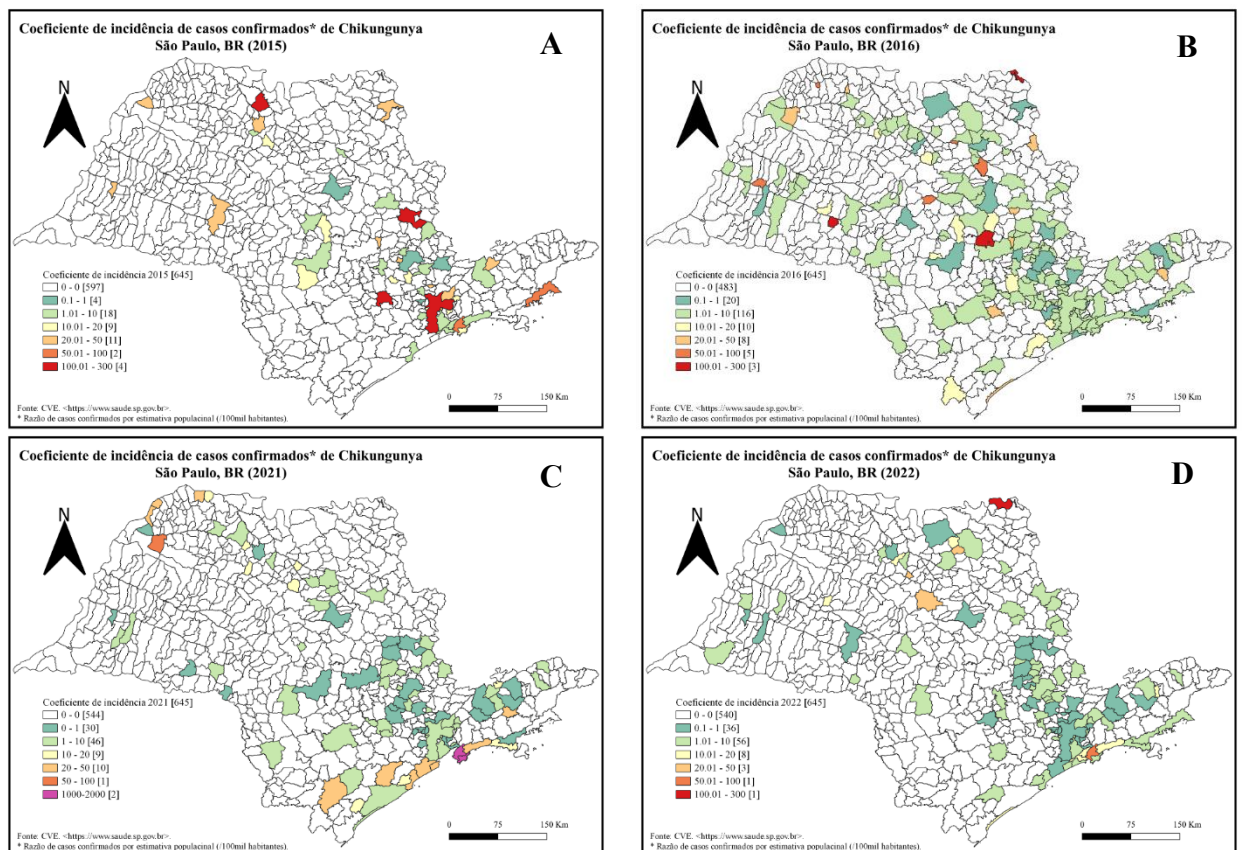 Coeficiente de incidência de casos confirmados* de Chikungunya
São Paulo, BR (2015)
A
N
Coeficiente de incidência 2015 [645]
0 - 0 [597]
0.1 - 1 [4]
1.01 - 10 [18]
10.01 - 20 [9]
20.01 - 50 [11]
50.01 - 100 [2]
100.01 - 300 [4]
0 75 150 Km
Fonte: CVE. <https://www.saude.sp.gov.br>.
* Razão de casos confirmados por estimativa populacinal (/100mil habitantes).
Coeficiente de incidência de casos confirmados* de Chikungunya
São Paulo, BR (2016)
B
N
Coeficiente de incidência 2016 [645]
0 - 0 [483]
0.1 - 1 [20]
1.01 - 10 [116]
10.01 - 20 [10]
20.01 - 50 [8]
50.01 - 100 [5]
100.01 - 300 [3]
0 75 150 Km
Fonte: CVE. <https://www.saude.sp.gov.br>.
* Razão de casos confirmados por estimativa populacinal (/100mil habitantes).
Coeficiente de incidência de casos confirmados* de Chikungunya
São Paulo, BR (2021)
C
N
Coeficiente de incidência 2021 [645]
0 - 0 [544]
0 - 1 [30]
1 - 10 [46]
10 - 20 [9]
20 - 50 [10]
50 - 100 [1]
1000-2000 [2]
0 75 150 Km
Fonte: CVE. <https://www.saude.sp.gov.br>.
* Razão de casos confirmados por estimativa populacinal (/100mil habitantes).
Coeficiente de incidência de casos confirmados* de Chikungunya
São Paulo, BR (2022)
D
N
Coeficiente de incidência 2022 [645]
0 - 0 [540]
0.1 - 1 [36]
1.01 - 10 [56]
10.01 - 20 [8]
20.01 - 50 [3]
50.01 - 100 [1]
100.01 - 300 [1]
0 75 150 Km
Fonte: CVE. <https://www.saude.sp.gov.br>.
* Razão de casos confirmados por estimativa populacinal (/100mil habitantes).